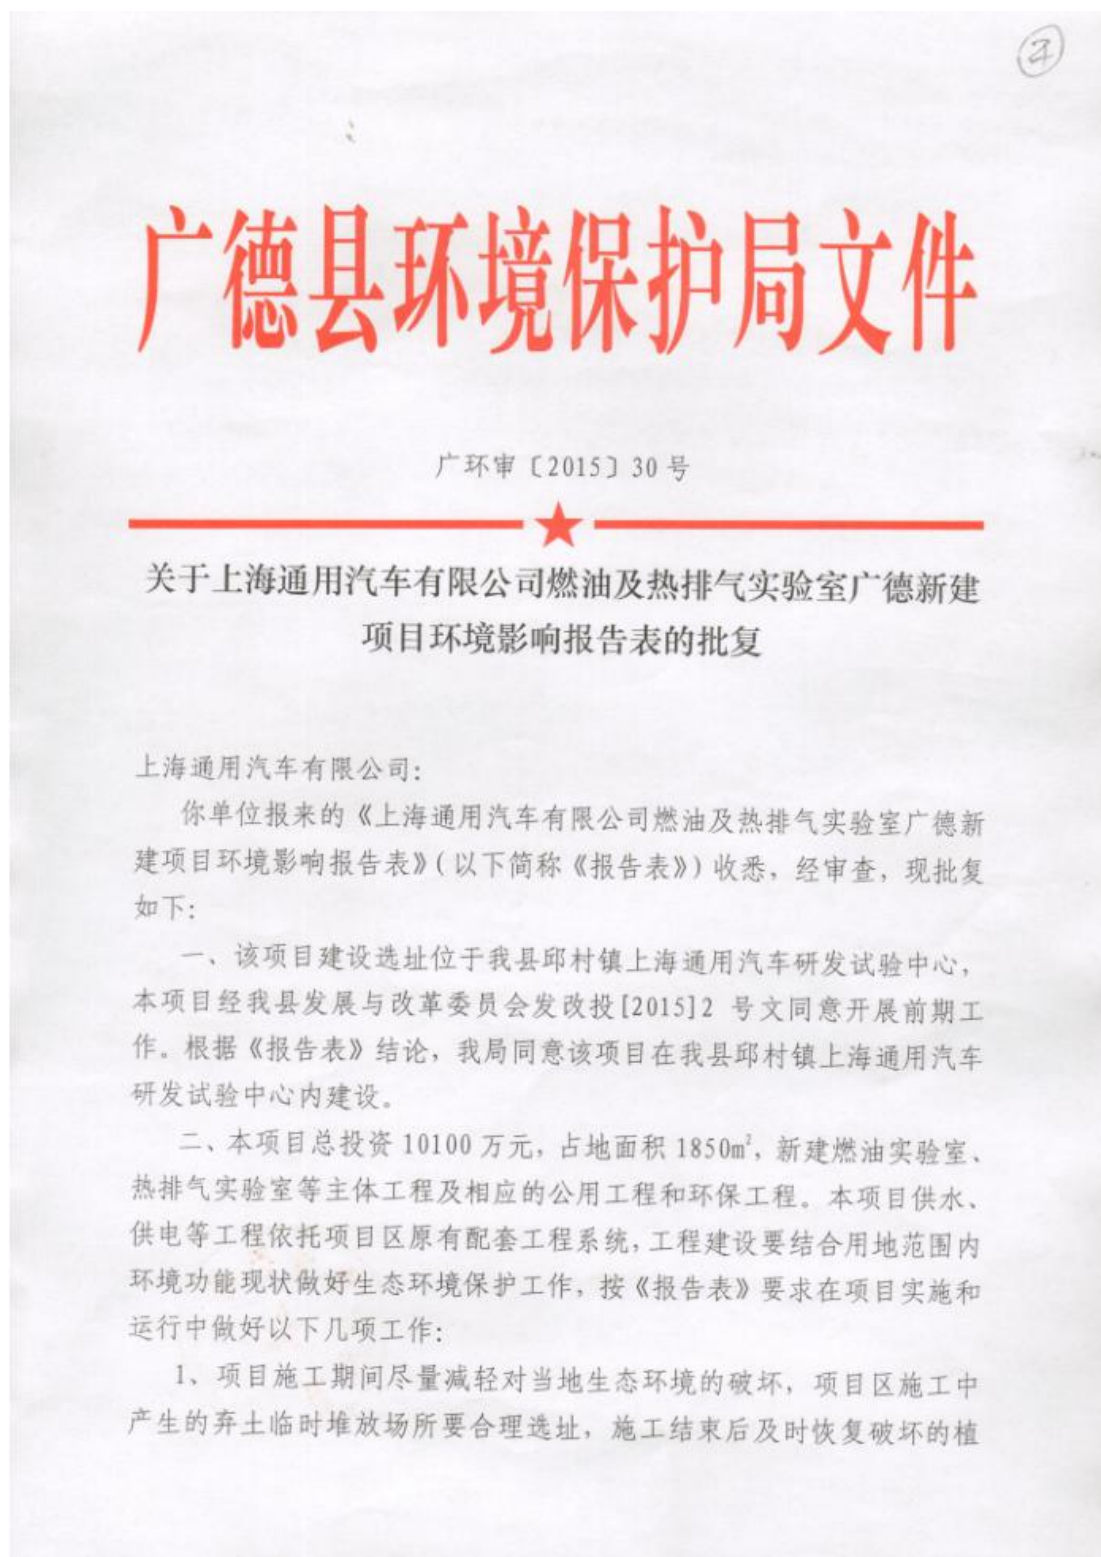 广德县环境保护局文件
广环审〔2015〕30号
关于上海通用汽车有限公司燃油及热排气实验室广德新建
项目环境影响报告表的批复
上海通用汽车有限公司:
你单位报来的《上海通用汽车有限公司燃油及热排气实验室广德新
建项目环境影响报告表》(以下简称《报告表》)收悉，经审查，现批复
如下:
一、该项目建设选址位于我县邱村镇上海通用汽车研发试验中心，
本项目经我县发展与改革委员会发改投[2015]2 号文同意开展前期工
作。根据《报告表》结论，我局同意该项目在我县邱村镇上海通用汽车
研发试验中心内建设。
二、本项目总投资 10100 万元，占地面积 1850m²，新建燃油实验室、
热排气实验室等主体工程及相应的公用工程和环保工程。本项目供水、
供电等工程依托项目区原有配套工程系统，工程建设要结合用地范围内
环境功能现状做好生态环境保护工作，按《报告表》要求在项目实施和
运行中做好以下几项工作:
1、项目施工期间尽量减轻对当地生态环境的破坏，项目区施工中
产生的弃土临时堆放场所要合理选址，施工结束后及时恢复破坏的植